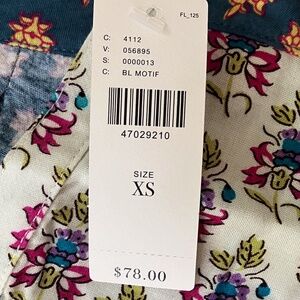 FL_125
C: 4112
V: 056895
S: 0000013
C: BL MOTIF
47029210
SIZE
XS
$78.00